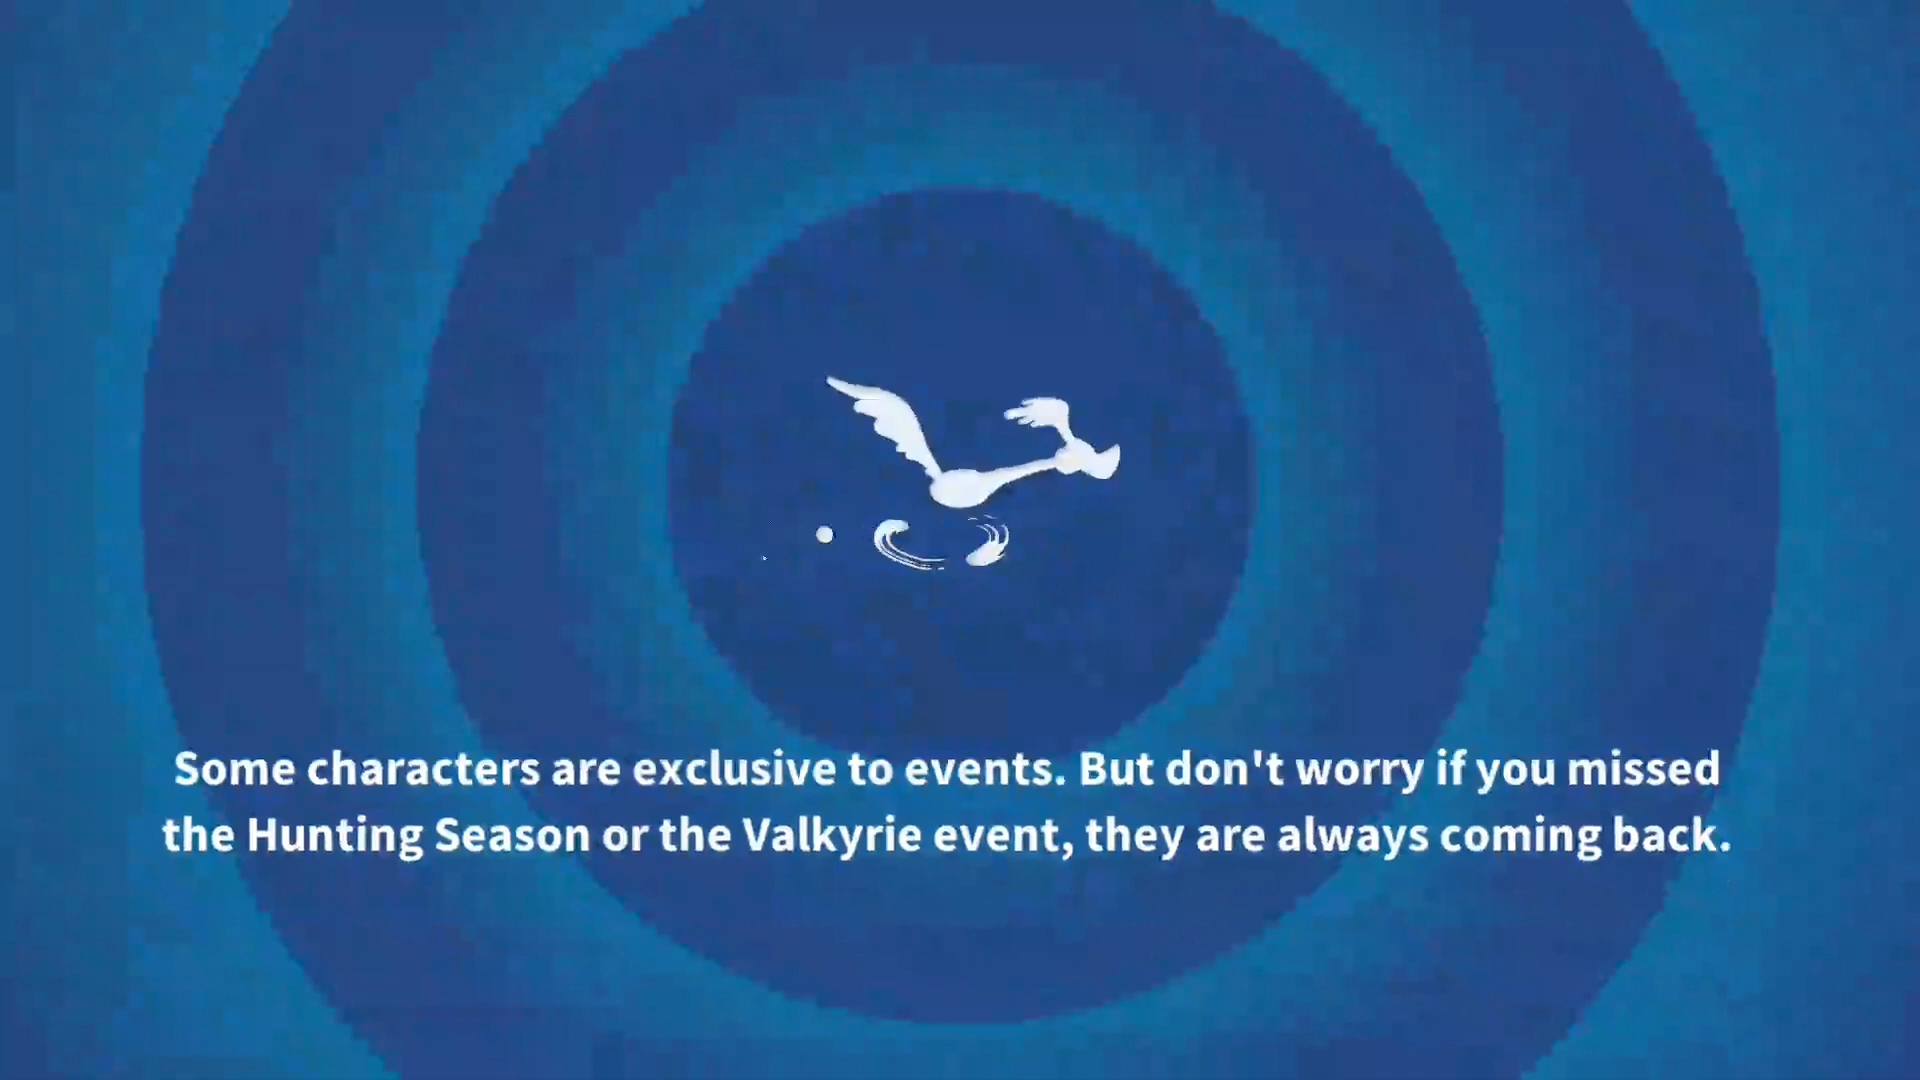 Some characters are exclusive to events. But don't worry if you missed
the Hunting Season or the Valkyrie event, they are always coming back.